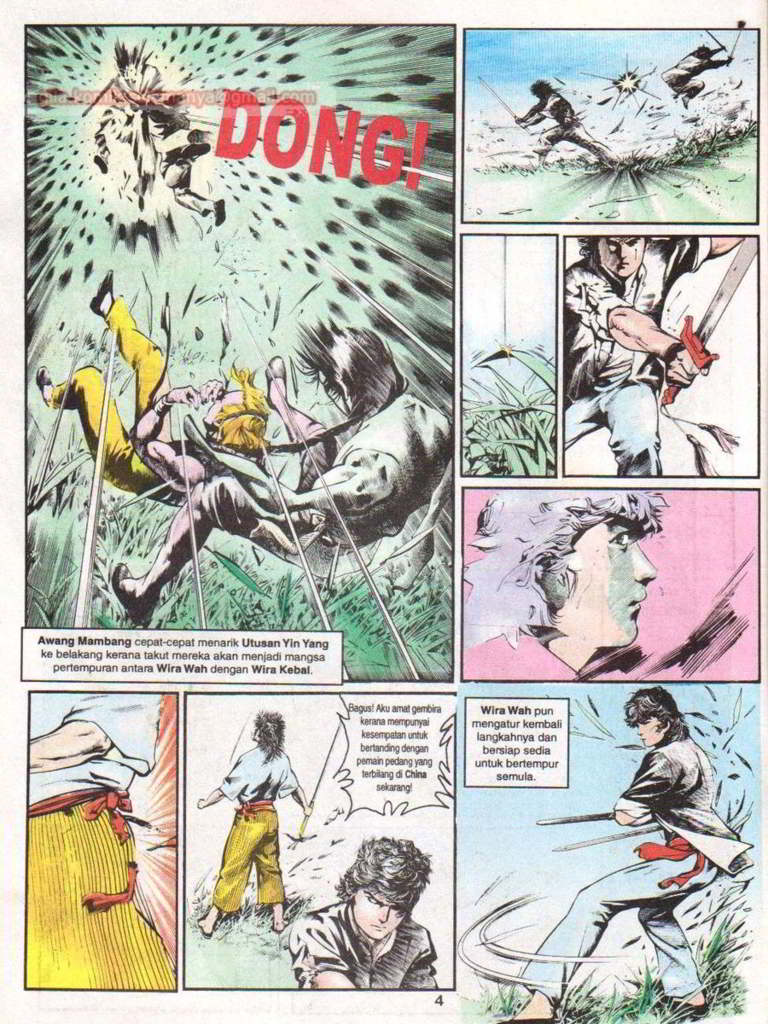 DONG!
Awang Mambang cepat-cepat menarik Utusan Yin Yang
ke belakang kerana takut mereka akan menjadi mangsa
pertempuran antara Wira Wah dengan Wira Kebal.
Bagus! Aku amat gembira
kerana mempunyai
kesempatan untuk
bertanding dengan
pemain pedang yang
terbilang di China
sekarang!
Wira Wah pun
mengatur kembali
langkahnya dan
bersiap sedia
untuk bertempur
semula.
4